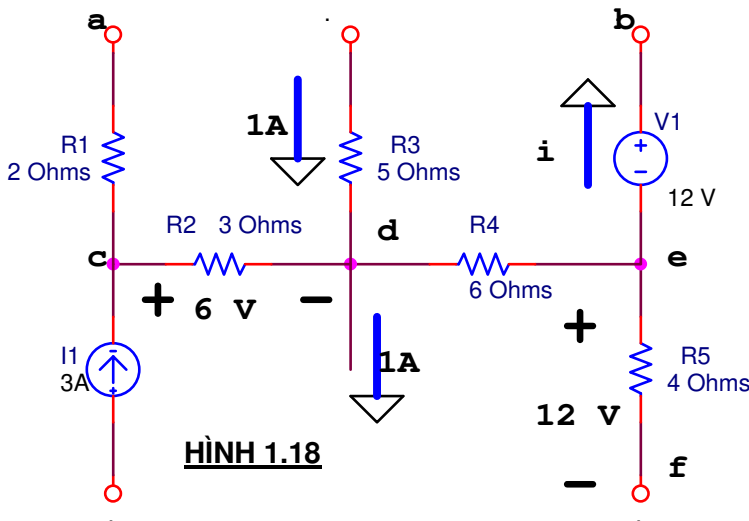 a
b
R1
2 Ohms
1A
R3
5 Ohms
i
V1
+
-
12 V
R2 3 Ohms
d
R4
c
e
6 Ohms
+ 6 V -
+
I1
3A
-
+
1A
R5
4 Ohms
12 V
HÌNH 1.18
f
-